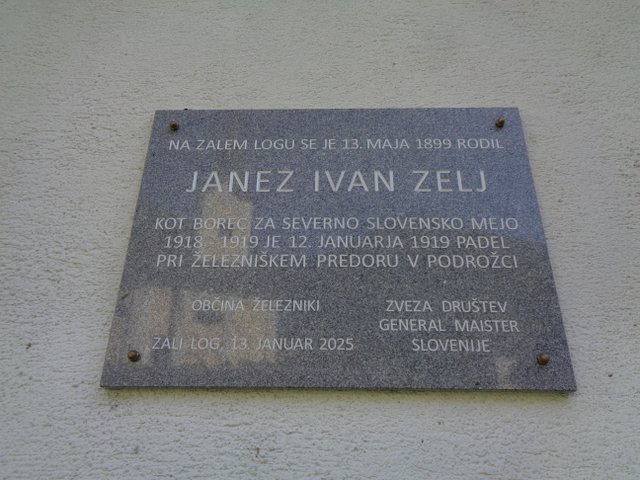 NA ZALEM LOGU SE JE 13. MAJA 1899 RODIL
JANEZ IVAN ZELJ
KOT BOREC ZA SEVERNO SLOVENSKO MEJO
1918 - 1919 JE 12. JANUARJA 1919 PADEL
PRI ŽELEZNIŠKEM PREDORU V PODROŽCI
OBČINA ŽELEZNIKI
ZALI LOG, 13. JANUAR 2025
ZVEZA DRUŠTEV
GENERAL MAISTER
SLOVENIJE